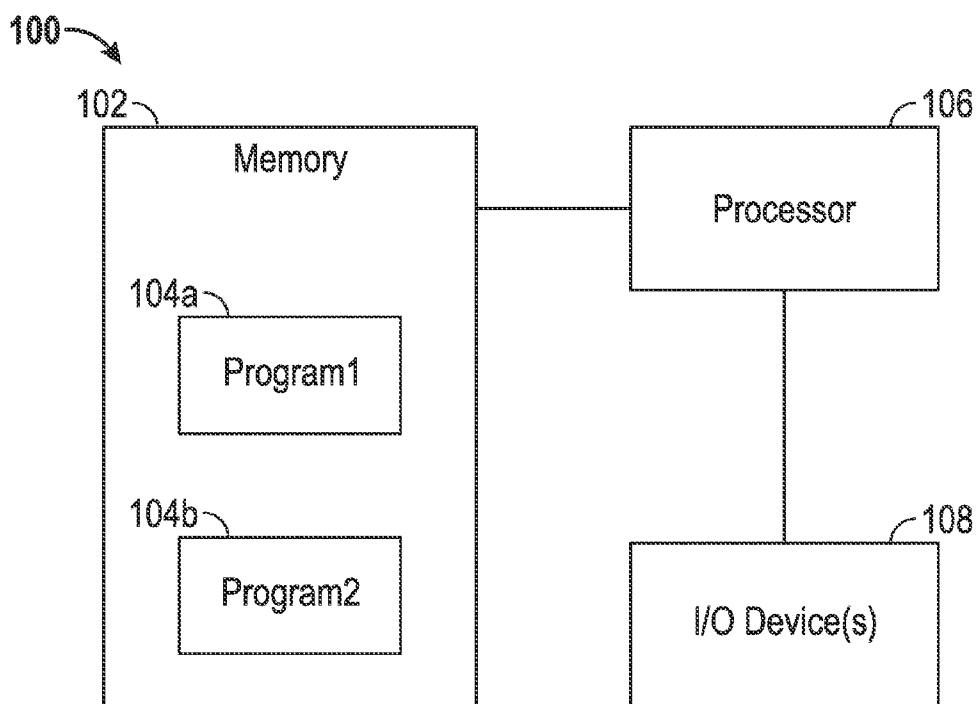 100
102
Memory
106
Processor
104a
Program1
104b
Program2
108
I/O Device(s)